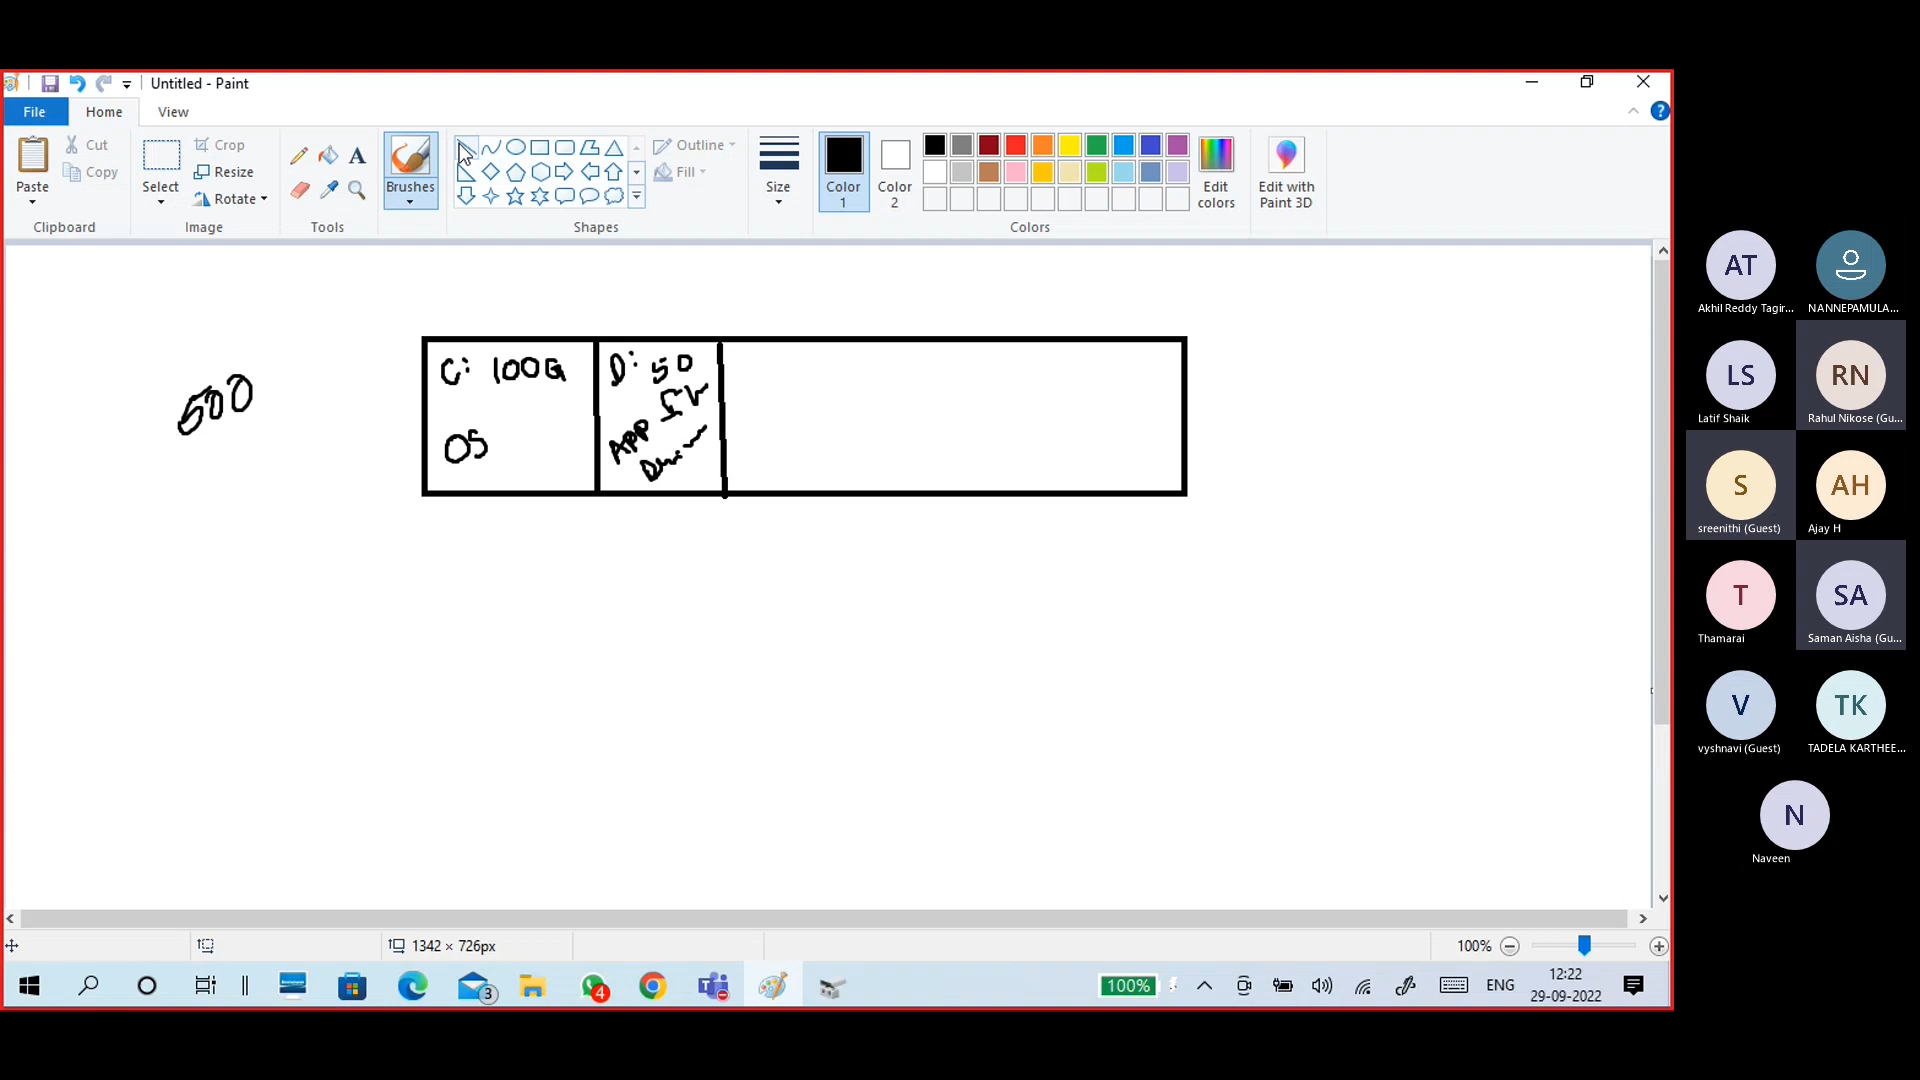 Untitled - Paint
File
Home
View
Paste
Cut
Copy
Clipboard
Select
Crop
Resize
Rotate
Image
A
Tools
Brushes
Outline
Fill
Shapes
Size
Color 1
Color 2
Edit colors
Edit with Paint 3D
Colors
500
C: 100G
OS
D: 50
APP
1342 × 726px
100%
3
4
100%
ENG
12:22
29-09-2022
AT
Akhil Reddy Tagir...
NANNEPAMULA...
LS
Latif Shaik
RN
Rahul Nikose (Gu...
S
sreenithi (Guest)
AH
Ajay H
T
Thamarai
SA
Saman Aisha (Gu...
V
vyshnavi (Guest)
TK
TADELA KARTHEE...
N
Naveen